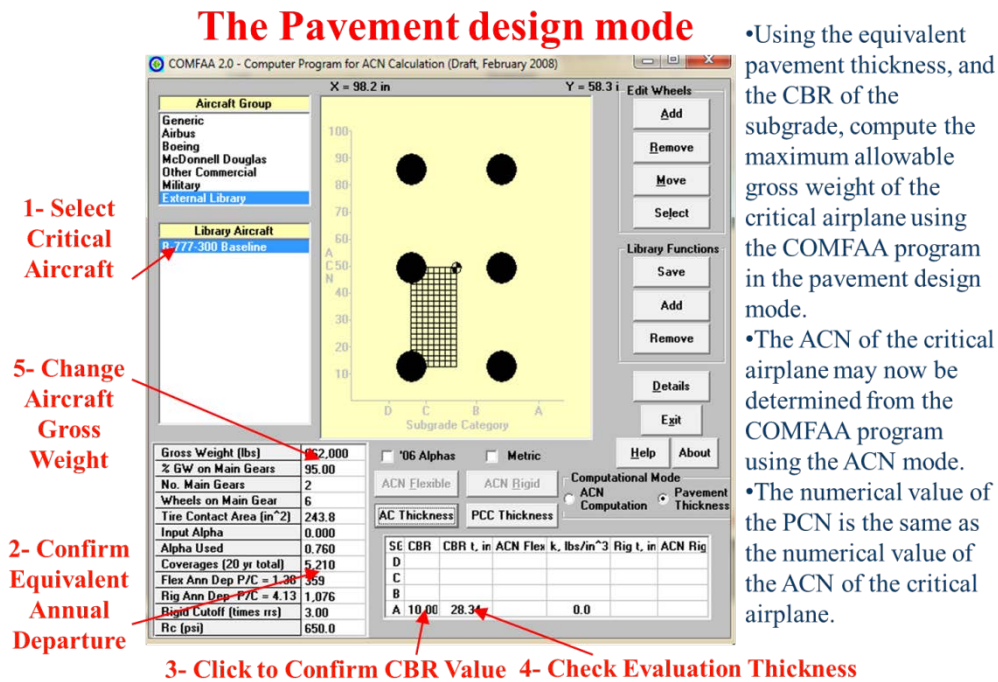 The Pavement design mode
COMFAA 2.0 - Computer Program for ACN Calculation (Draft, February 2008)
X = 98.2 in
Y = 58.3 i
Aircraft Group
Generic
Airbus
Boeing
McDonnell Douglas
Other Commercial
Military
External Library
Library Aircraft
B-777-300 Baseline
100
90
80
70
60
50
40
30
20
10
A
C
N
D C B A
Subgrade Category
Edit Wheels
Add
Remove
Move
Select
Library Functions
Save
Add
Remove
Details
Exit
Help
About
Gross Weight (lbs)
% GW on Main Gears 95.00
No. Main Gears 2
Wheels on Main Gear 6
Tire Contact Area (in^2) 243.8
Input Alpha 0.000
Alpha Used 0.760
Coverages (20 yr total) 5,210
Flex Ann Dep P/C = 1.38 359
Rig Ann Dep P/C = 4.13 1,076
Rigid Cutoff (times rrs) 3.00
Rc (psi) 650.0
'06 Alphas
Metric
ACN Flexible
ACN Rigid
AC Thickness
PCC Thickness
Computational Mode
ACN
Computation
Pavement
Thickness
SE CBR CBR t, in ACN Flex k, lbs/in^3 Rig t, in ACN Rig
D
C
B
A 10.00 28.34 0.0
1- Select
Critical
Aircraft
5- Change
Aircraft
Gross
Weight
2- Confirm
Equivalent
Annual
Departure
3- Click to Confirm CBR Value
4- Check Evaluation Thickness
•Using the equivalent
pavement thickness, and
the CBR of the
subgrade, compute the
maximum allowable
gross weight of the
critical airplane using
the COMFAA program
in the pavement design
mode.
•The ACN of the critical
airplane may now be
determined from the
COMFAA program
using the ACN mode.
•The numerical value of
the PCN is the same as
the numerical value of
the ACN of the critical
airplane.